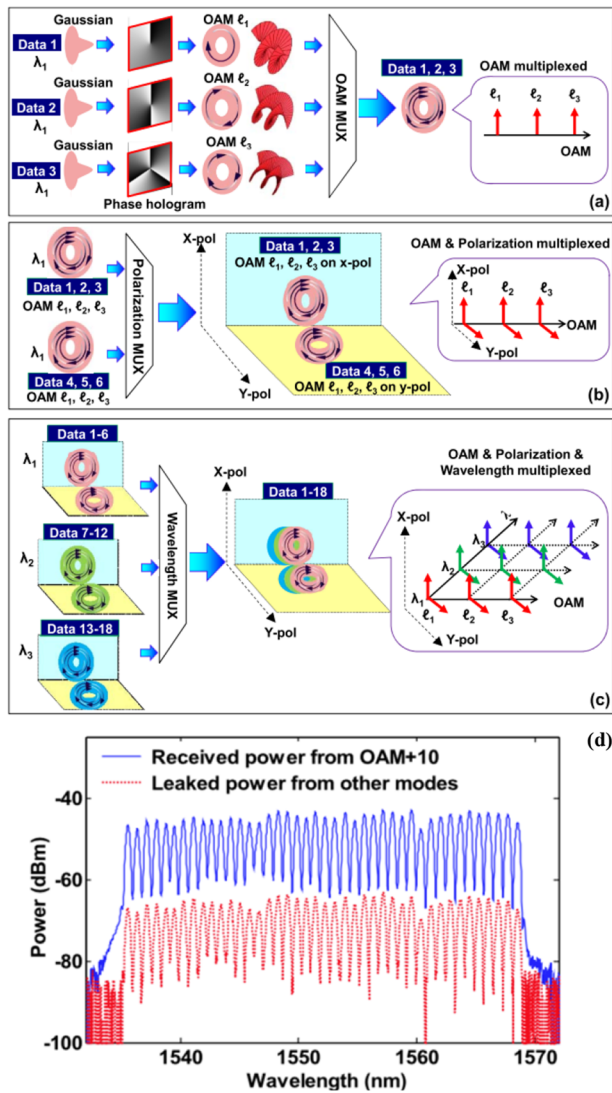 Gaussian
OAM ℓ1
Data 1
λ1
Data 1, 2, 3
OAM multiplexed
Gaussian
OAM ℓ2
Data 2
λ1
OAM MUX
ℓ1 ℓ2 ℓ3
Gaussian
OAM ℓ3
OAM
Data 3
λ1
Phase hologram
(a)
X-pol
λ1
Data 1, 2, 3
OAM ℓ1, ℓ2, ℓ3 on x-pol
OAM & Polarization multiplexed
Data 1, 2, 3
OAM ℓ1, ℓ2, ℓ3
Polarization MUX
X-pol
ℓ1 ℓ2 ℓ3
OAM
λ1
Y-pol
Data 4, 5, 6
OAM ℓ1, ℓ2, ℓ3
Data 4, 5, 6
OAM ℓ1, ℓ2, ℓ3 on y-pol
Y-pol
(b)
Data 1-6
λ1
OAM & Polarization &
Wavelength multiplexed
X-pol
Data 1-18
Data 7-12
λ2
Wavelength MUX
X-pol
λ3
λ2
λ1
ℓ1 ℓ2 ℓ3
OAM
Data 13-18
λ3
Y-pol
Y-pol
(c)
(d)
Received power from OAM+10
Leaked power from other modes
-40
-60
-80
-100
Power (dBm)
1540 1550 1560 1570
Wavelength (nm)